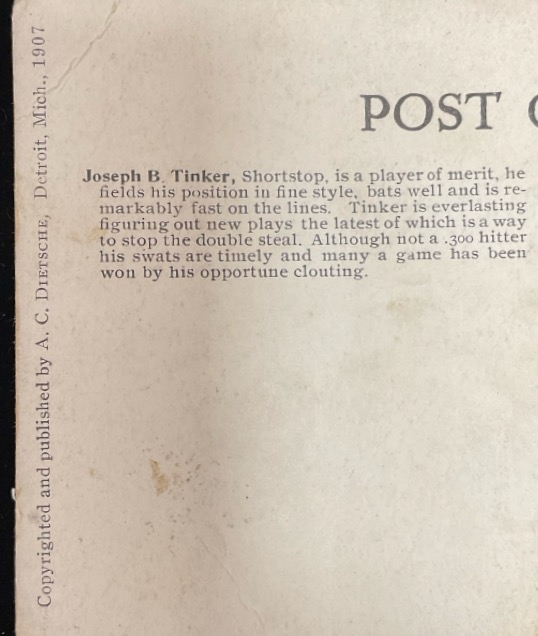 Copyrighted and published by A. C. DIETSCHE, Detroit, Mich., 1907
POST
Joseph B. Tinker, Shortstop, is a player of merit, he
fields his position in fine style, bats well and is re-
markably fast on the lines. Tinker is everlasting
figuring out new plays the latest of which is a way
to stop the double steal. Although not a .300 hitter
his swats are timely and many a game has been
won by his opportune clouting.